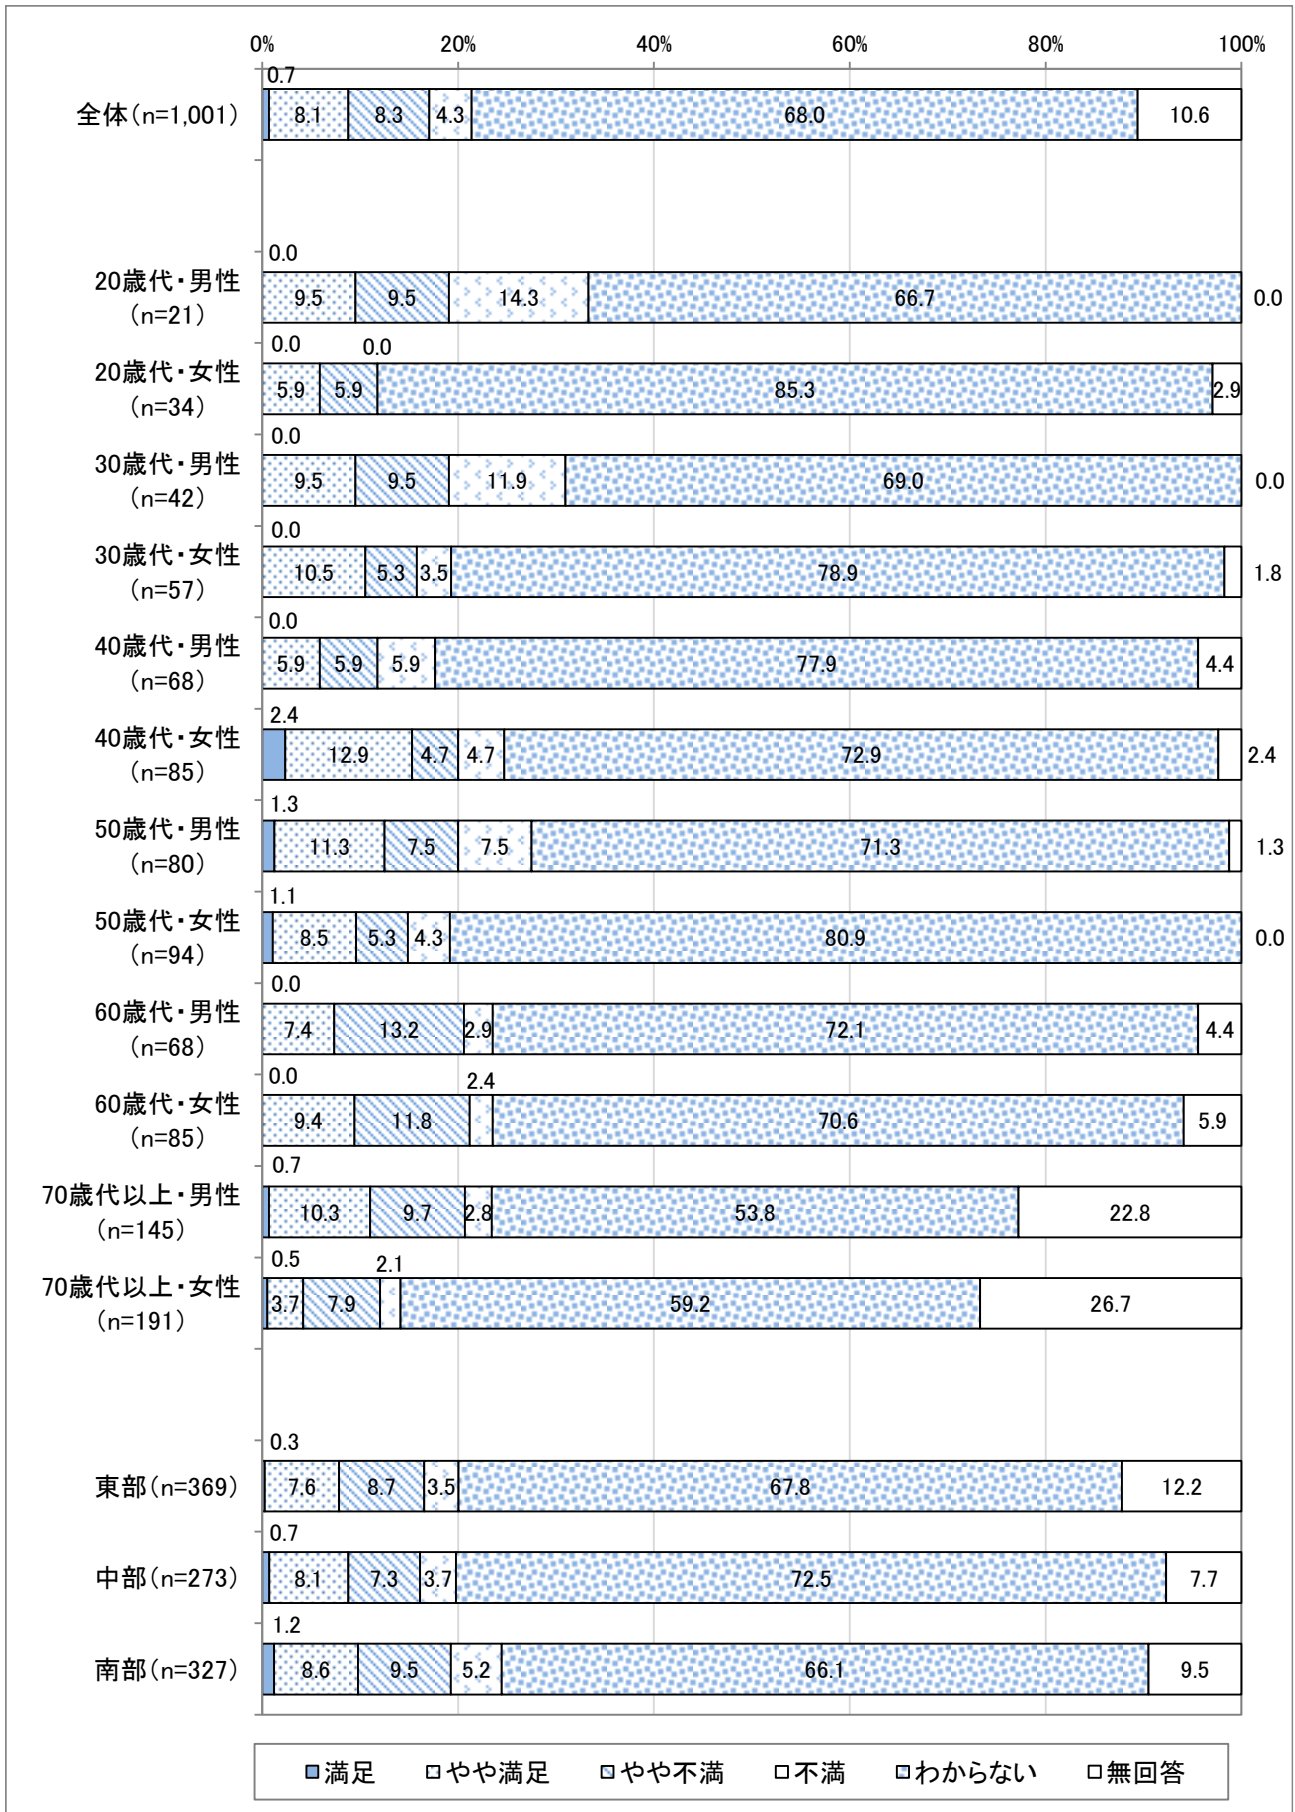 0% 20% 40% 60% 80% 100%
0.7
全体(n=1,001) 8.1 8.3 4.3 68.0 10.6
0.0
20歳代・男性
(n=21)
9.5 9.5 14.3 66.7 0.0
0.0 0.0
20歳代・女性
(n=34)
5.9 5.9 85.3 2.9
0.0
30歳代・男性
(n=42)
9.5 9.5 11.9 69.0 0.0
0.0
30歳代・女性
(n=57)
10.5 5.3 3.5 78.9 1.8
0.0
40歳代・男性
(n=68)
5.9 5.9 5.9 77.9 4.4
2.4
40歳代・女性
(n=85)
12.9 4.7 4.7 72.9 2.4
1.3
50歳代・男性
(n=80)
11.3 7.5 7.5 71.3 1.3
1.1
50歳代・女性
(n=94)
8.5 5.3 4.3 80.9 0.0
0.0
60歳代・男性
(n=68)
7.4 13.2 2.9 72.1 4.4
0.0 2.4
60歳代・女性
(n=85)
9.4 11.8 70.6 5.9
0.7
70歳代以上・男性
(n=145)
10.3 9.7 2.8 53.8 22.8
0.5 2.1
70歳代以上・女性
(n=191)
3.7 7.9 59.2 26.7
0.3
東部(n=369) 7.6 8.7 3.5 67.8 12.2
0.7
中部(n=273) 8.1 7.3 3.7 72.5 7.7
1.2
南部(n=327) 8.6 9.5 5.2 66.1 9.5
満足 やや満足 やや不満 不満 わからない 無回答